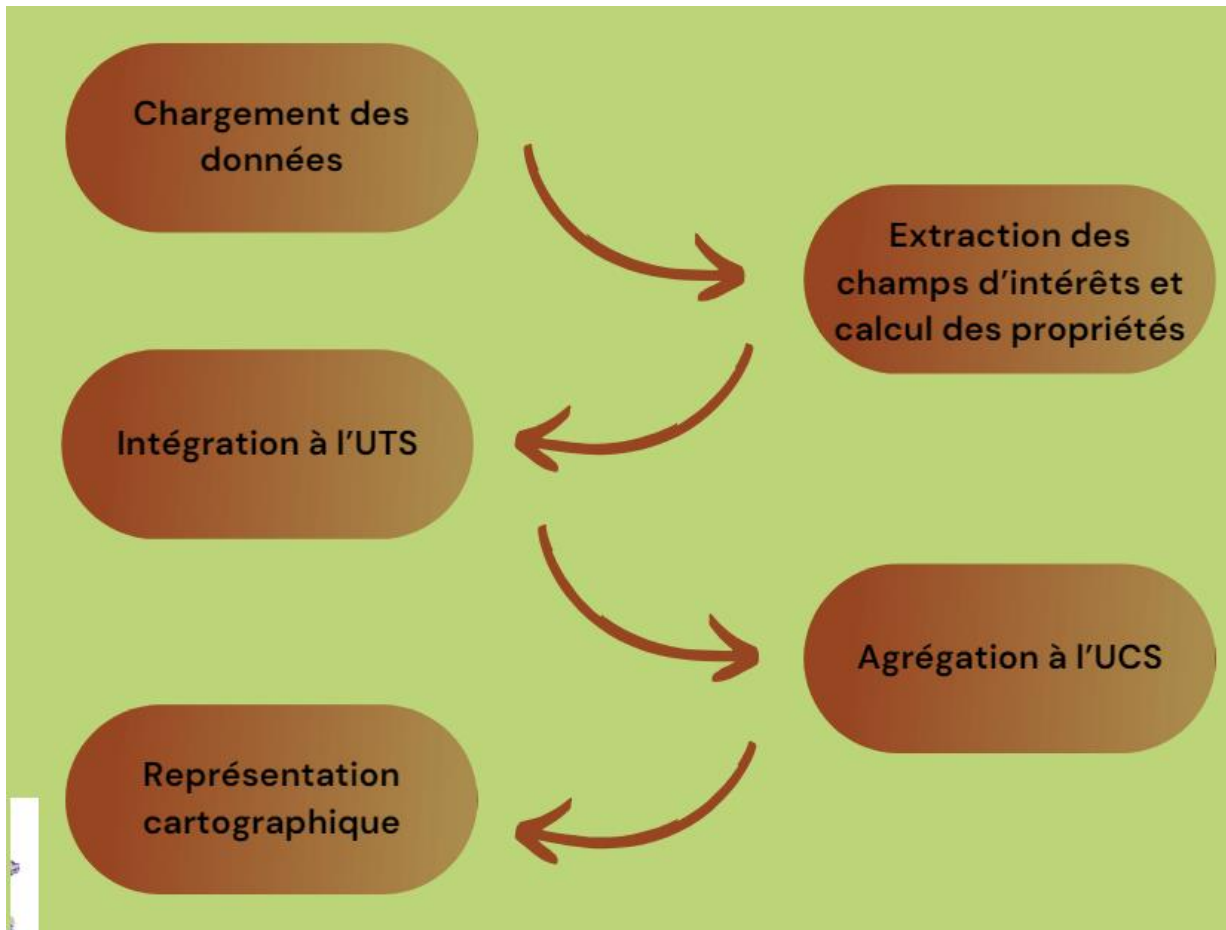 Chargement des
données
Extraction des
champs d'intérêts et
calcul des propriétés
Intégration à l'UTS
Agrégation à l'UCS
Représentation
cartographique